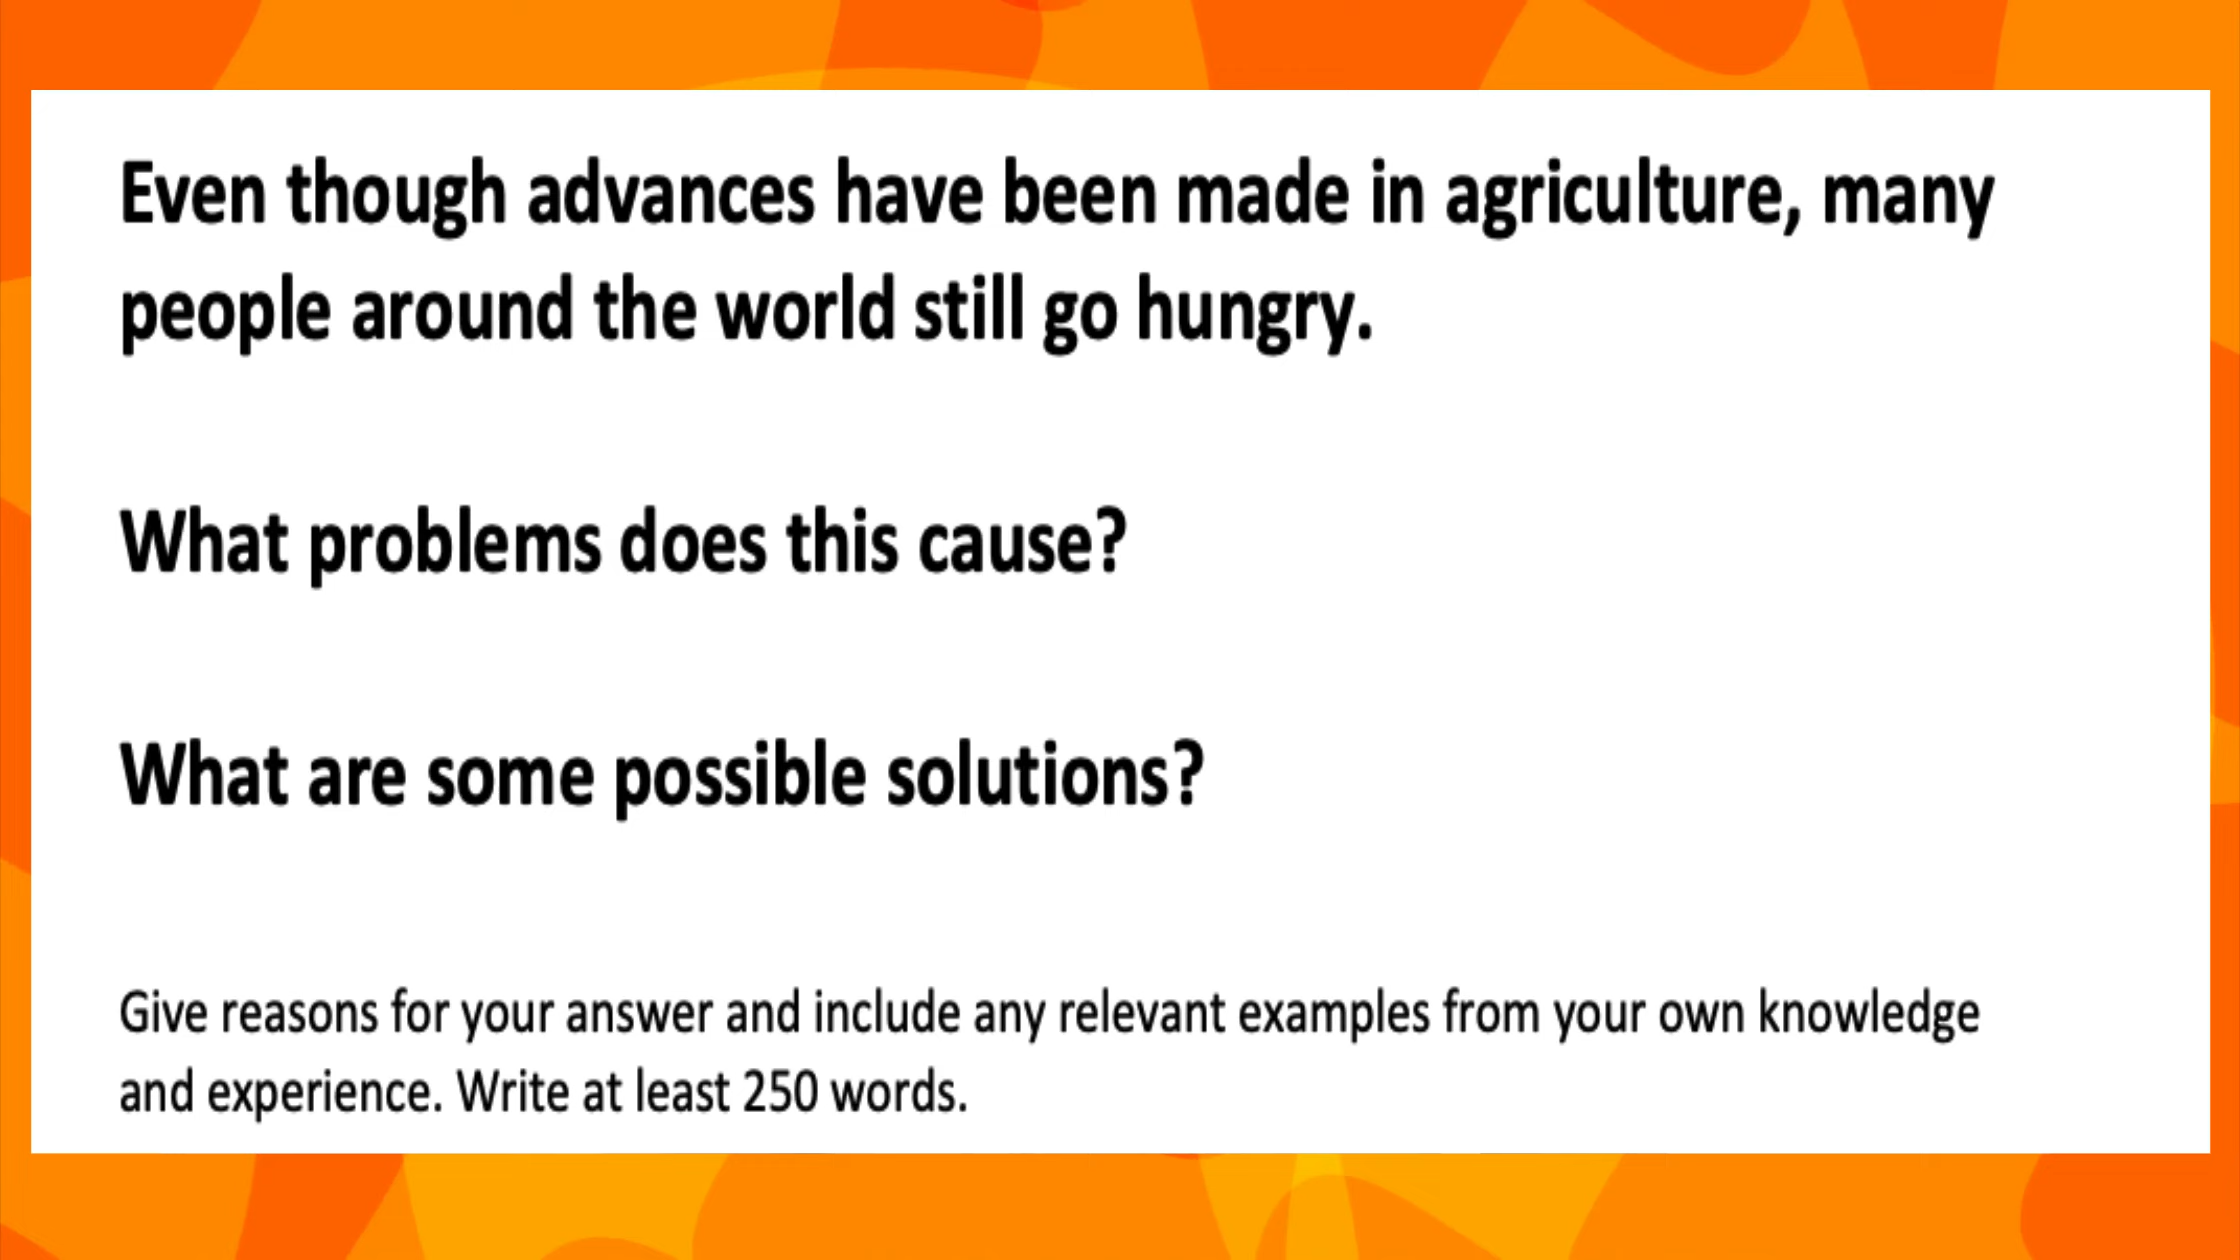 Even though advances have been made in agriculture, many
people around the world still go hungry.
What problems does this cause?
What are some possible solutions?
Give reasons for your answer and include any relevant examples from your own knowledge
and experience. Write at least 250 words.